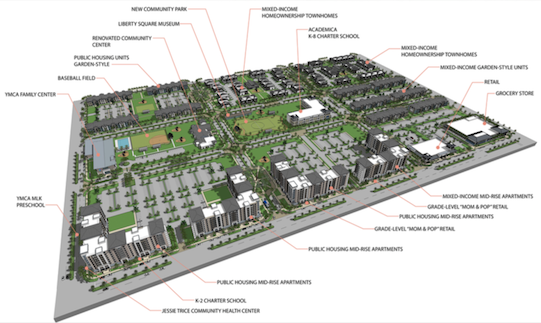 NEW COMMUNITY PARK
LIBERTY SQUARE MUSEUM
RENOVATED COMMUNITY
CENTER
PUBLIC HOUSING UNITS
GARDEN-STYLE
BASEBALL FIELD
YMCA FAMILY CENTER
MIXED-INCOME
HOMEOWNERSHIP TOWNHOMES
ACADEMICA
K-8 CHARTER SCHOOL
MIXED-INCOME
HOMEOWNERSHIP TOWNHOMES
MIXED-INCOME GARDEN-STYLE UNITS
RETAIL
GROCERY STORE
YMCA MLK
PRESCHOOL
MIXED-INCOME MID-RISE APARTMENTS
GRADE-LEVEL "MOM & POP" RETAIL
PUBLIC HOUSING MID-RISE APARTMENTS
GRADE-LEVEL "MOM & POP" RETAIL
PUBLIC HOUSING MID-RISE APARTMENTS
PUBLIC HOUSING MID-RISE APARTMENTS
K-2 CHARTER SCHOOL
JESSIE TRICE COMMUNITY HEALTH CENTER